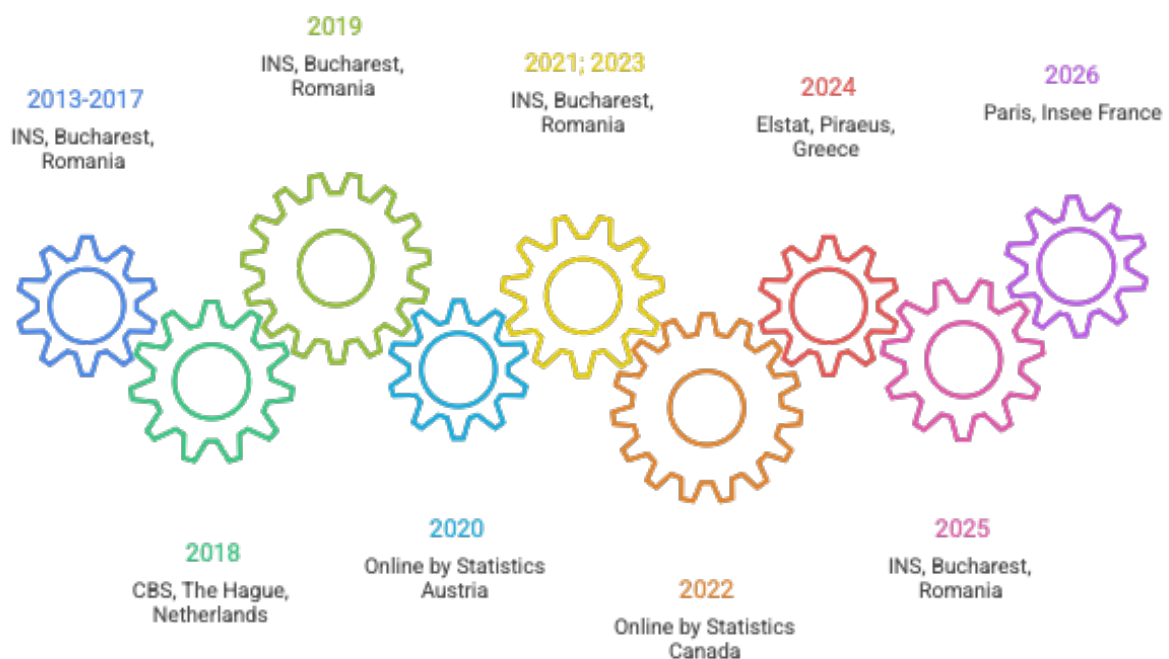 2013-2017
INS, Bucharest,
Romania
2018
CBS, The Hague,
Netherlands
2019
INS, Bucharest,
Romania
2020
Online by Statistics
Austria
2021; 2023
INS, Bucharest,
Romania
2022
Online by Statistics
Canada
2024
Elstat, Piraeus,
Greece
2025
INS, Bucharest,
Romania
2026
Paris, Insee France